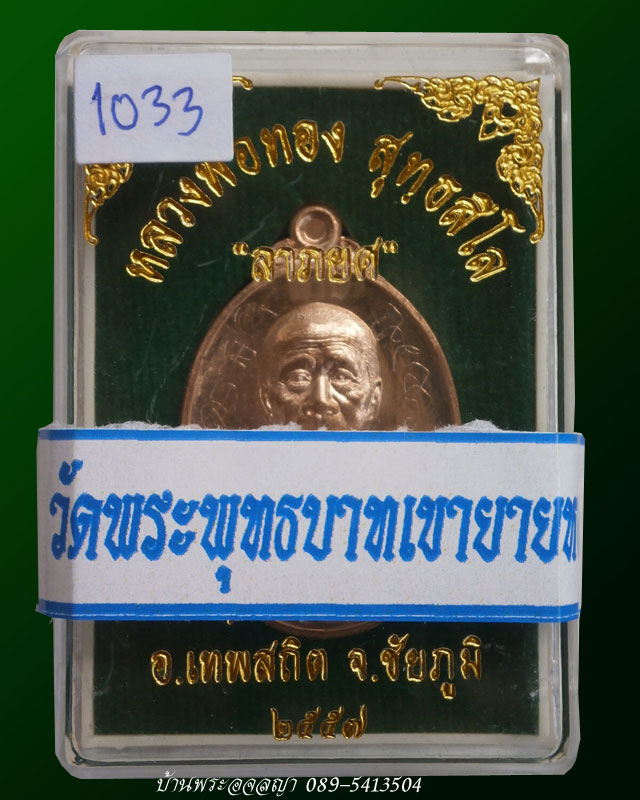 1033
หลวงพ่อทอง สุทธสีโล
"ลาภยศ"
วัดพระพุทธบาทเขายายห
อ.เทพสถิต จ.ชัยภูมิ
๒๕๕๗
บ้านพระอจลญา 089-5413504